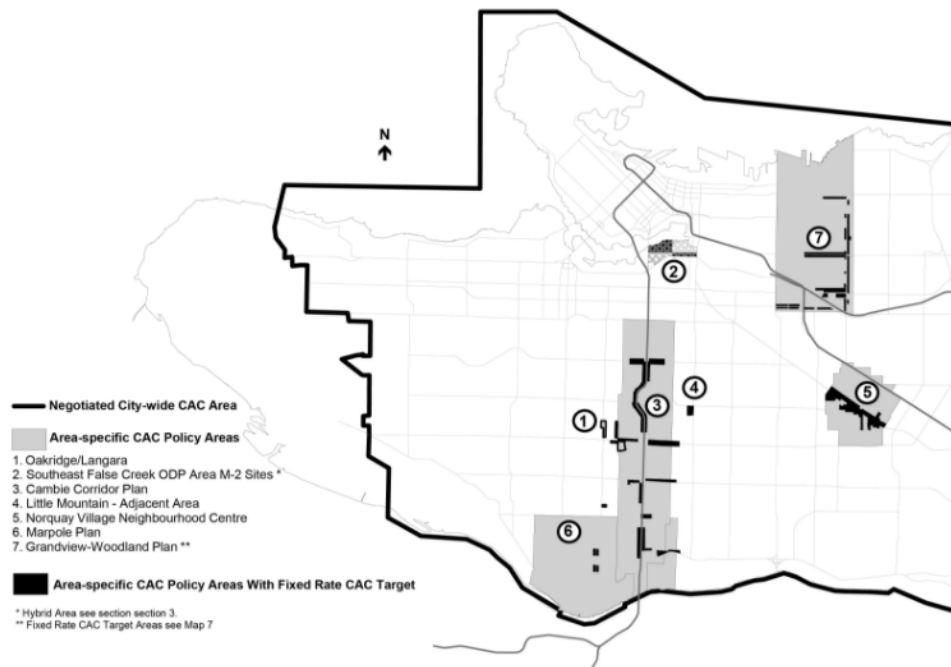 N
7
2
4
3
5
1
6
Negotiated City-wide CAC Area
Area-specific CAC Policy Areas
1. Oakridge/Langara
2. Southeast False Creek ODP Area M-2 Sites *
3. Cambie Corridor Plan
4. Little Mountain - Adjacent Area
5. Norquay Village Neighbourhood Centre
6. Marpole Plan
7. Grandview-Woodland Plan **
Area-specific CAC Policy Areas With Fixed Rate CAC Target
* Hybrid Area see section section 3.
** Fixed Rate CAC Target Areas see Map 7